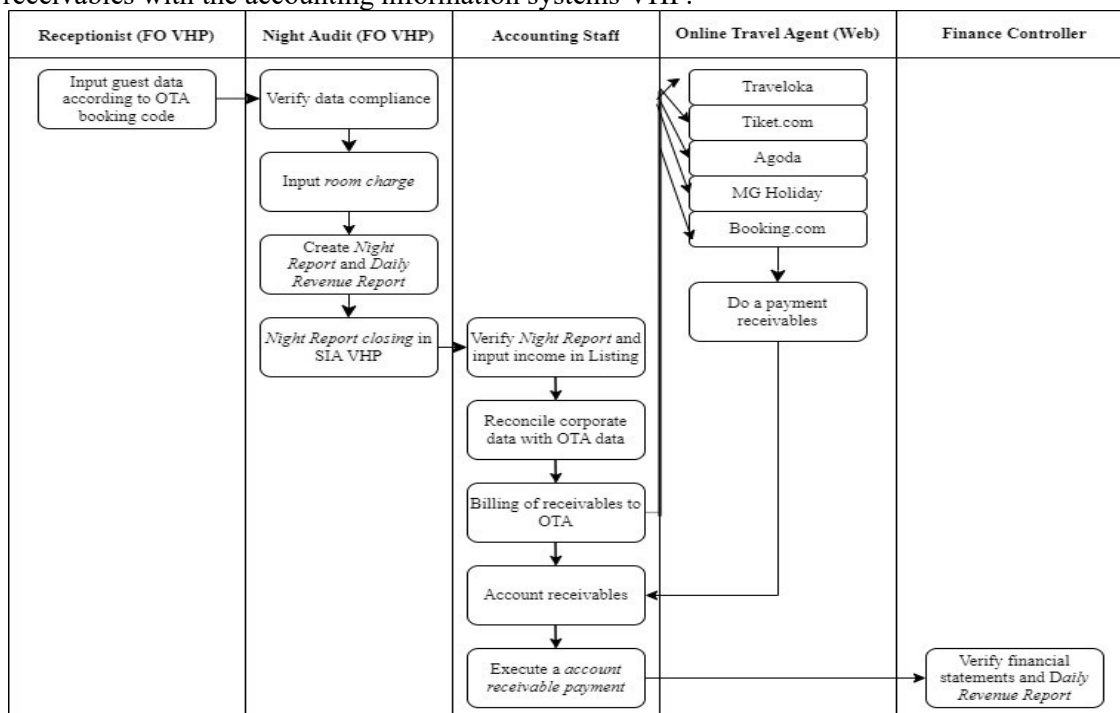 receivables with the accounting information systems VHP.
Receptionist (FO VHP)
Night Audit (FO VHP)
Accounting Staff
Online Travel Agent (Web)
Finance Controller
Input guest data
according to OTA
booking code
Verify data compliance
Input room charge
Create Night
Report and Daily
Revenue Report
Night Report closing in
SIA VHP
Verify Night Report and
input income in Listing
Reconcile corporate
data with OTA data
Billing of receivables to
OTA
Traveloka
Tiket.com
Agoda
MG Holiday
Booking.com
Do a payment
receivables
Account receivables
Execute a account
receivable payment
Verify financial
statements and Daily
Revenue Report